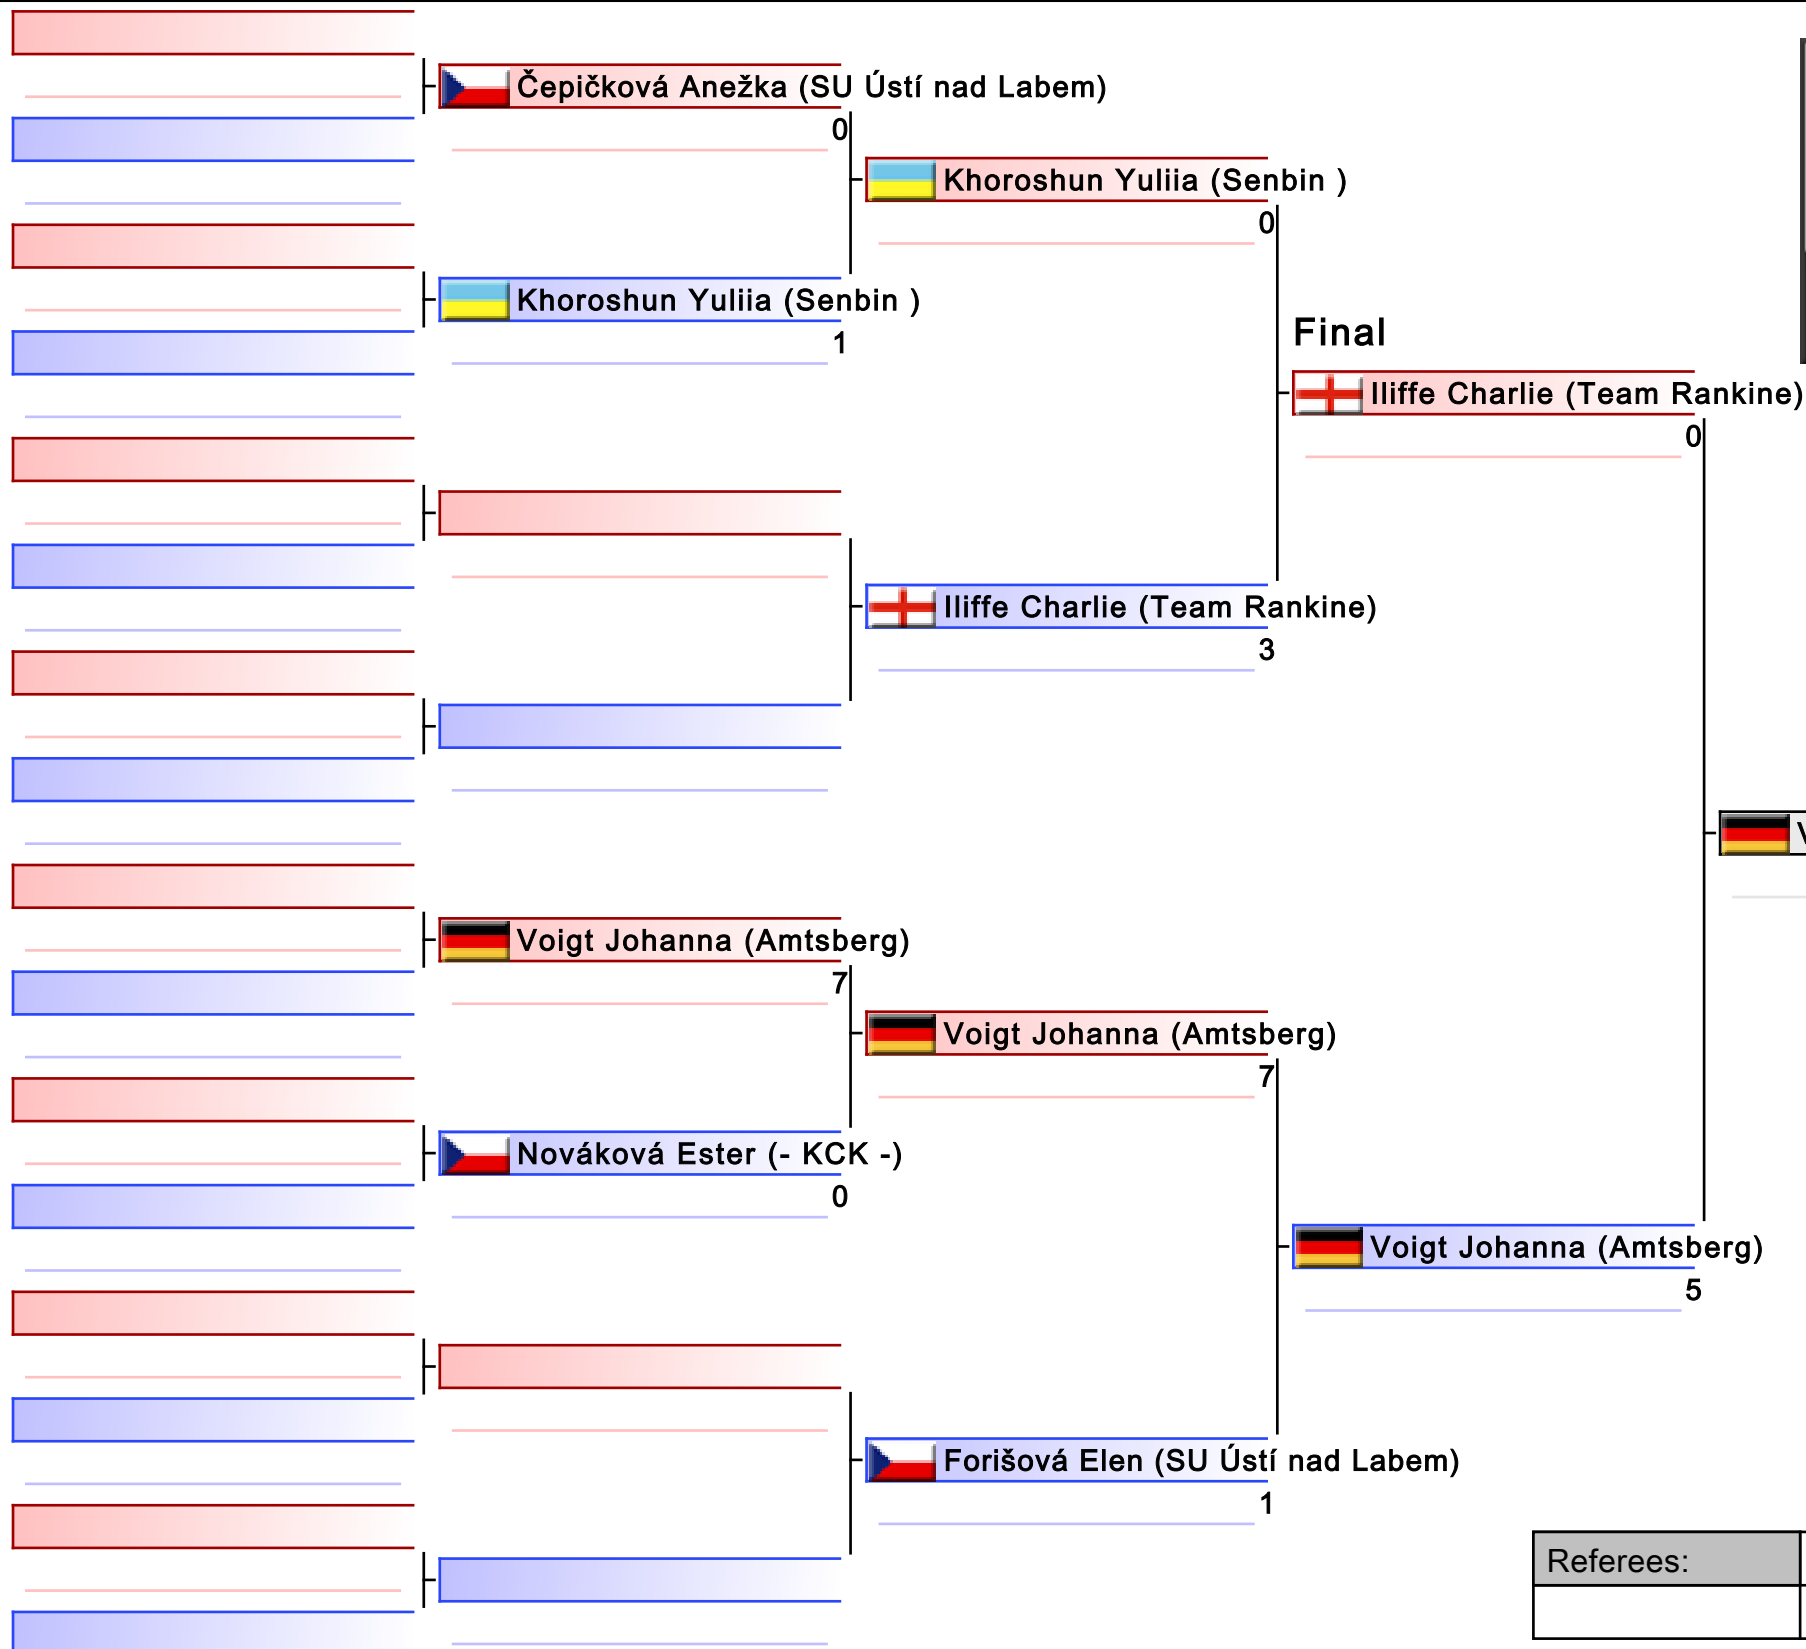 Čepičková Anežka (SU Ústí nad Labem)
0
Khoroshun Yuliia (Senbin )
0
Khoroshun Yuliia (Senbin )
1
Final
Iliffe Charlie (Team Rankine)
0
Iliffe Charlie (Team Rankine)
3
V
Voigt Johanna (Amtsberg)
7
Voigt Johanna (Amtsberg)
7
Nováková Ester (- KCK -)
0
Voigt Johanna (Amtsberg)
5
Forišová Elen (SU Ústí nad Labem)
1
Referees: